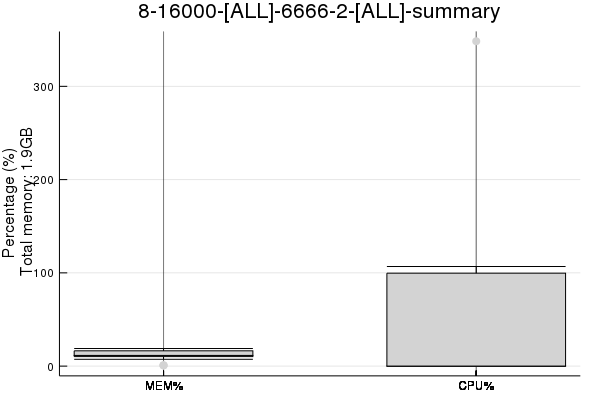 8-16000-[ALL]-6666-2-[ALL]-summary
Percentage (%)
Total memory: 1.9GB
300
200
100
0
MEM%
CPU%